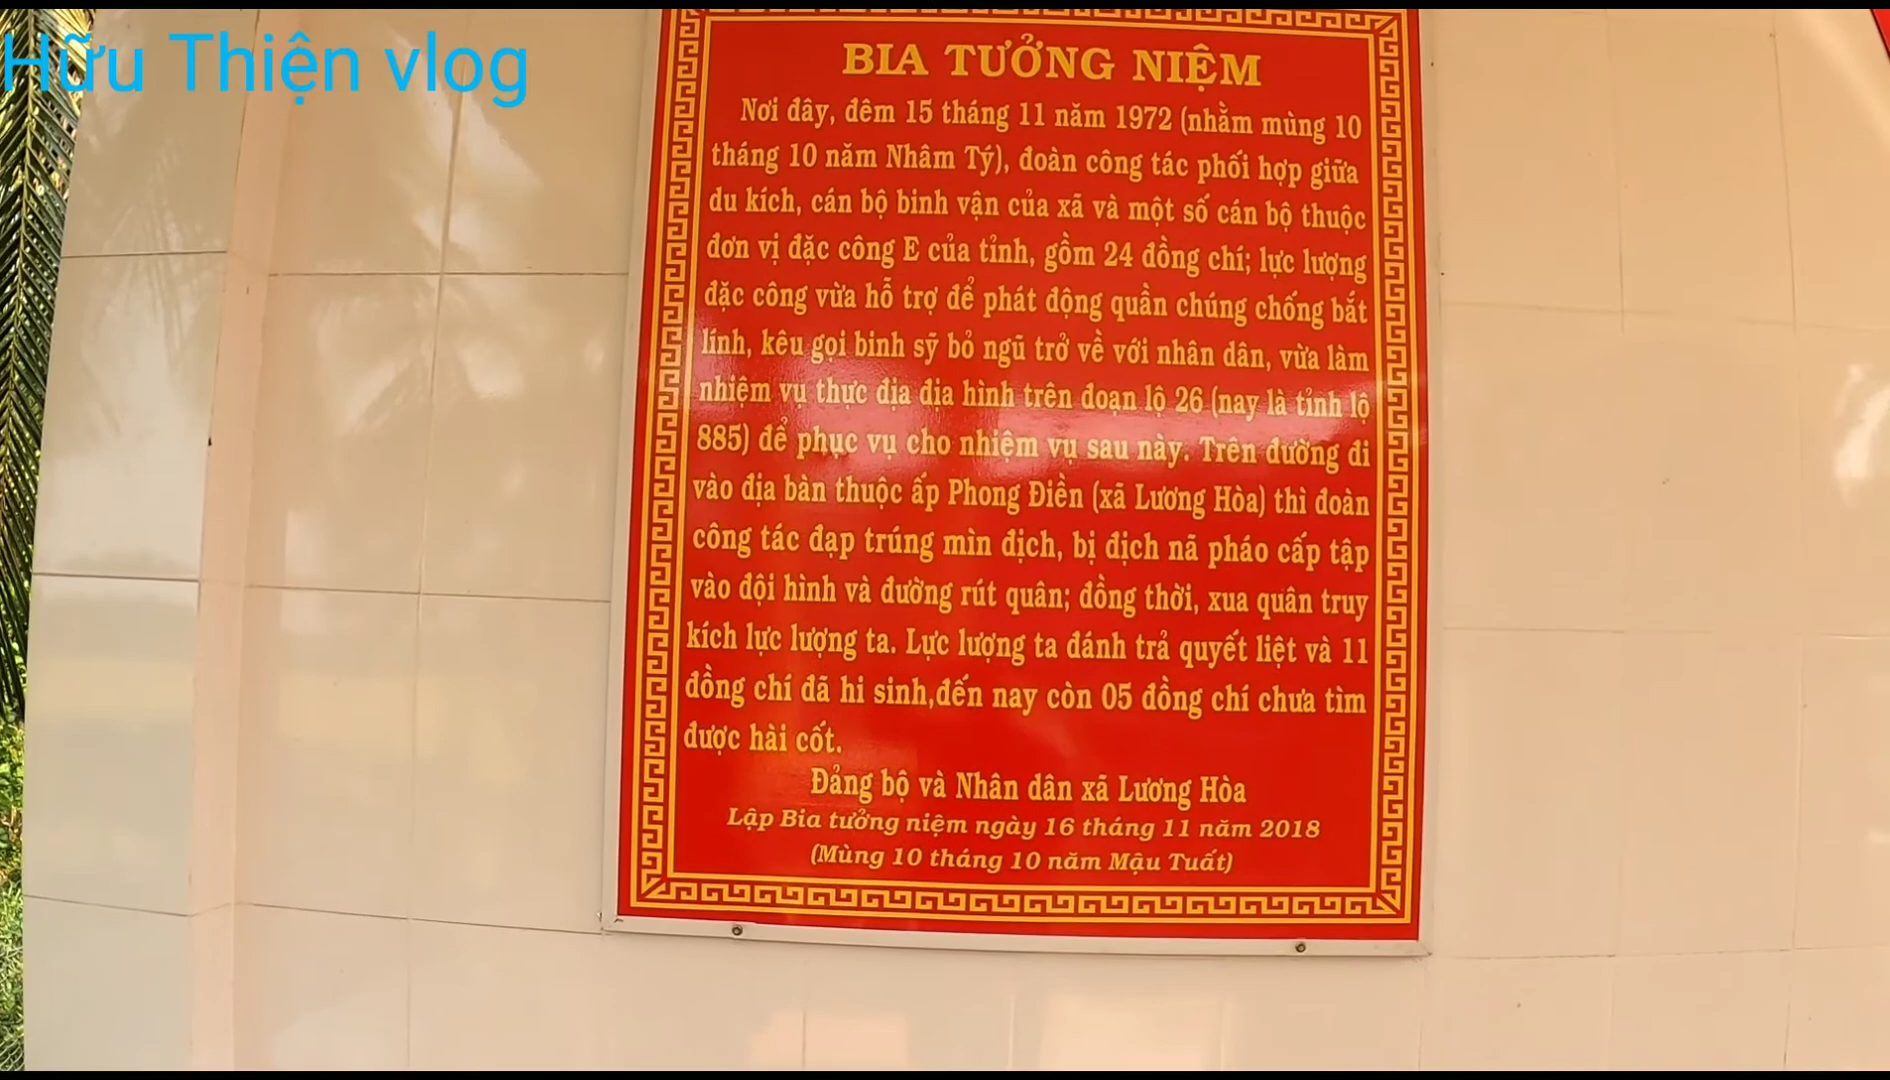 Hữu Thiện vlog
BIA TƯỞNG NIỆM
Nơi đây, đêm 15 tháng 11 năm 1972 (nhằm mùng 10
tháng 10 năm Nhâm Tý), đoàn công tác phối hợp giữa
du kích, cán bộ binh vận của xã và một số cán bộ thuộc
đơn vị đặc công E của tỉnh, gồm 24 đồng chí; lực lượng
đặc công vừa hỗ trợ để phát động quần chúng chống bắt
lính, kêu gọi binh sỹ bỏ ngũ trở về với nhân dân, vừa làm
nhiệm vụ thực địa địa hình trên đoạn lộ 26 (nay là tỉnh lộ
885) để phục vụ cho nhiệm vụ sau này. Trên đường đi
vào địa bàn thuộc ấp Phong Điền (xã Lương Hòa) thì đoàn
công tác đạp trúng mìn địch, bị địch nã pháo cấp tập
vào đội hình và đường rút quân; đồng thời, xua quân truy
kích lực lượng ta. Lực lượng ta đánh trả quyết liệt và 11
đồng chí đã hi sinh,đến nay còn 05 đồng chí chưa tìm
được hài cốt.
Đảng bộ và Nhân dân xã Lương Hòa
Lập Bia tưởng niệm ngày 16 tháng 11 năm 2018
(Mùng 10 tháng 10 năm Mậu Tuất)